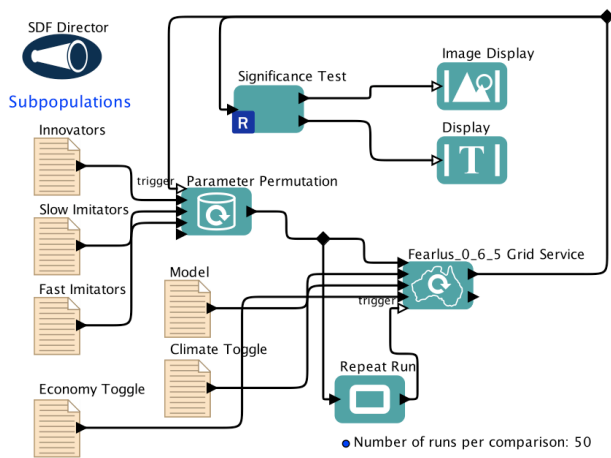 SDF Director
Subpopulations
Innovators
Slow Imitators
Fast Imitators
Economy Toggle
trigger
Parameter Permutation
Model
Climate Toggle
Significance Test
R
Image Display
Display
T
Fearlus_0_6_5 Grid Service
trigger
Repeat Run
Number of runs per comparison: 50